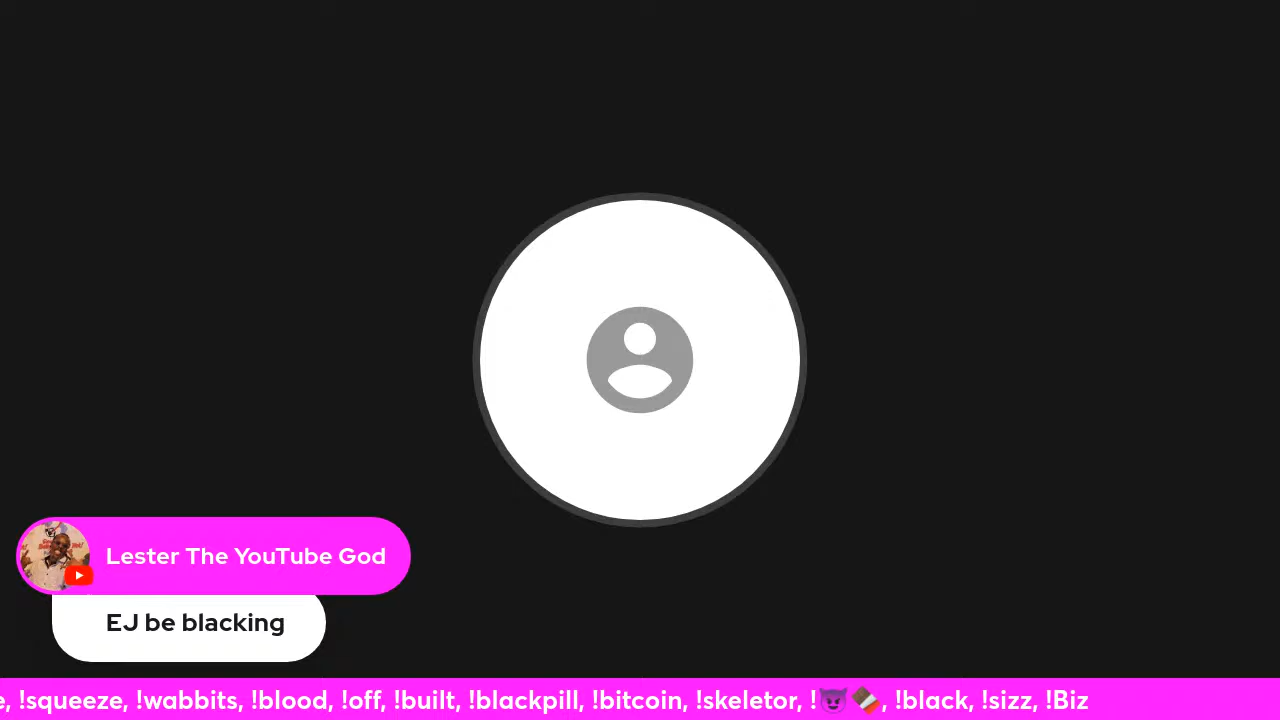 Lester The YouTube God
EJ be blacking
e, !squeeze, !wabbits, !blood, !off, !built, !blackpill, !bitcoin, !skeletor, !😈🍫, !black, !sizz, !Biz